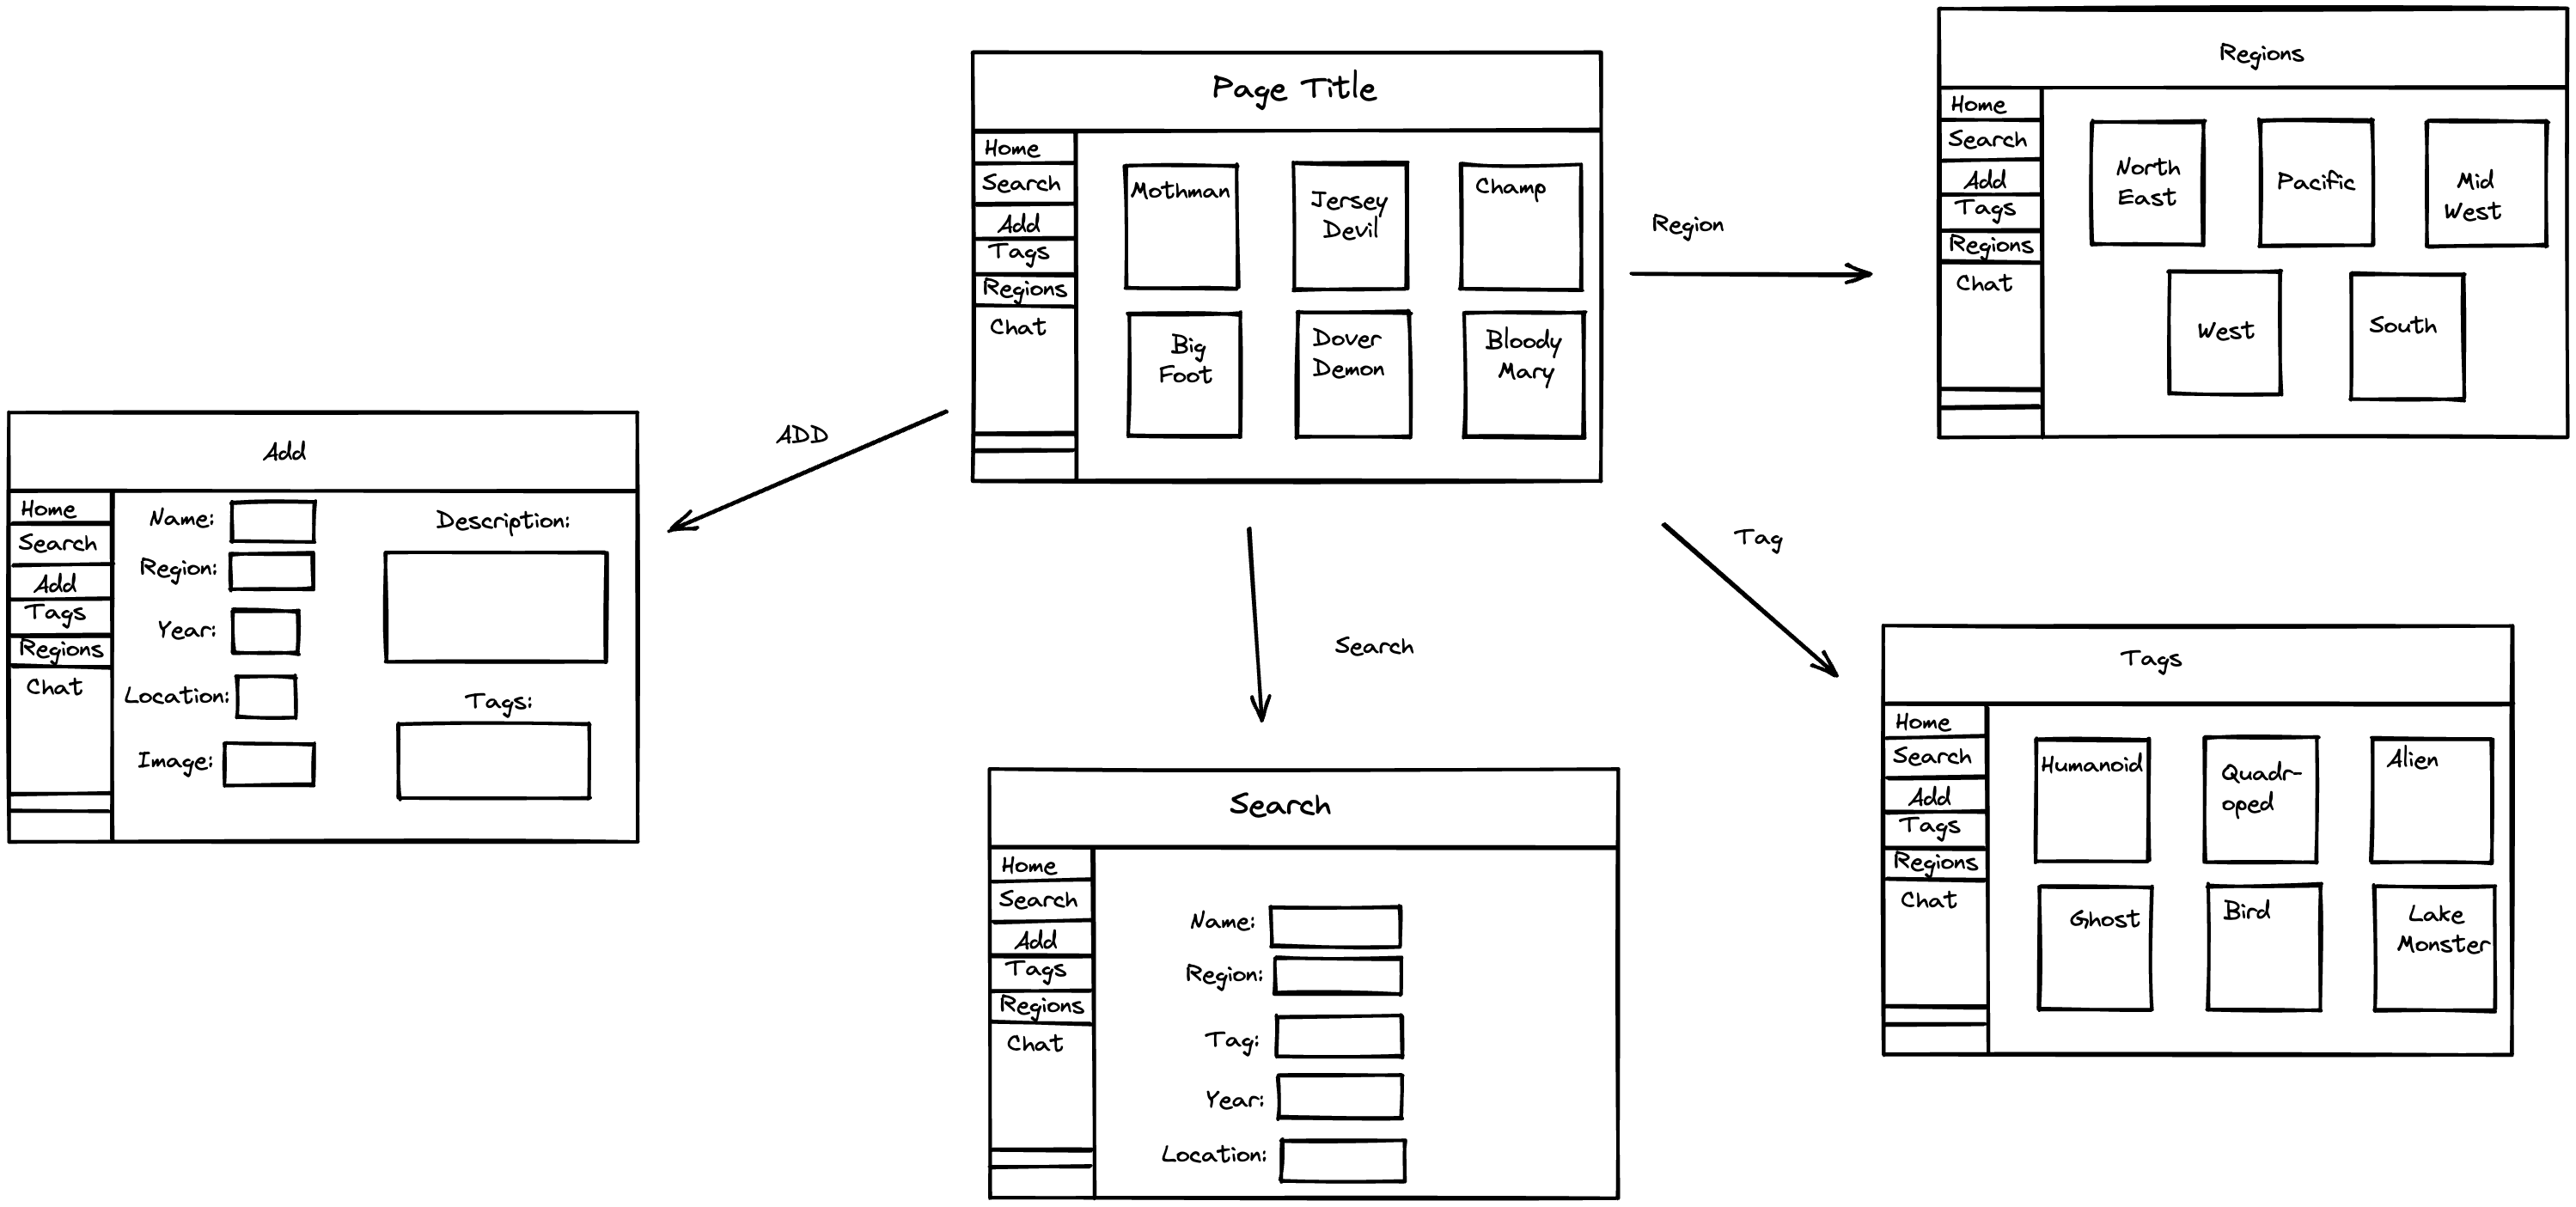 Page Title
Home
Search
Add
Tags
Regions
Chat
Mothman
Jersey
Devil
Champ
Big
Foot
Dover
Demon
Bloody
Mary
Region
Regions
Home
Search
Add
Tags
Regions
Chat
North
East
Pacific
Mid
West
West
South
ADD
Add
Home
Search
Add
Tags
Regions
Chat
Name:
Region:
Year:
Location:
Image:
Description:
Tags:
Search
Search
Home
Search
Add
Tags
Regions
Chat
Name:
Region:
Tag:
Year:
Location:
Tag
Tags
Home
Search
Add
Tags
Regions
Chat
Humanoid
Quadr-
oped
Alien
Ghost
Bird
Lake
Monster